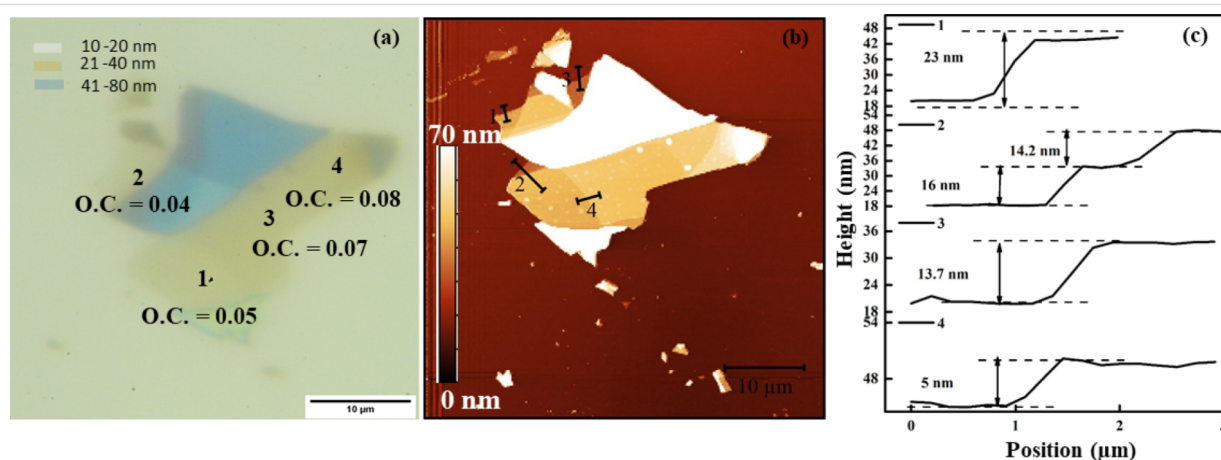 (a)
10 -20 nm
21 -40 nm
41 -80 nm
2
O.C. = 0.04
4
O.C. = 0.08
3
O.C. = 0.07
1
O.C. = 0.05
10 µm
(b)
3
1
70 nm
2
4
0 nm
10 µm
(c)
Height (nm)
48
42
36
30
24
18
1
23 nm
48
42
36
30
24
18
2
14.2 nm
16 nm
36
30
24
18
3
13.7 nm
54
48
4
5 nm
0
1
2
Position (µm)